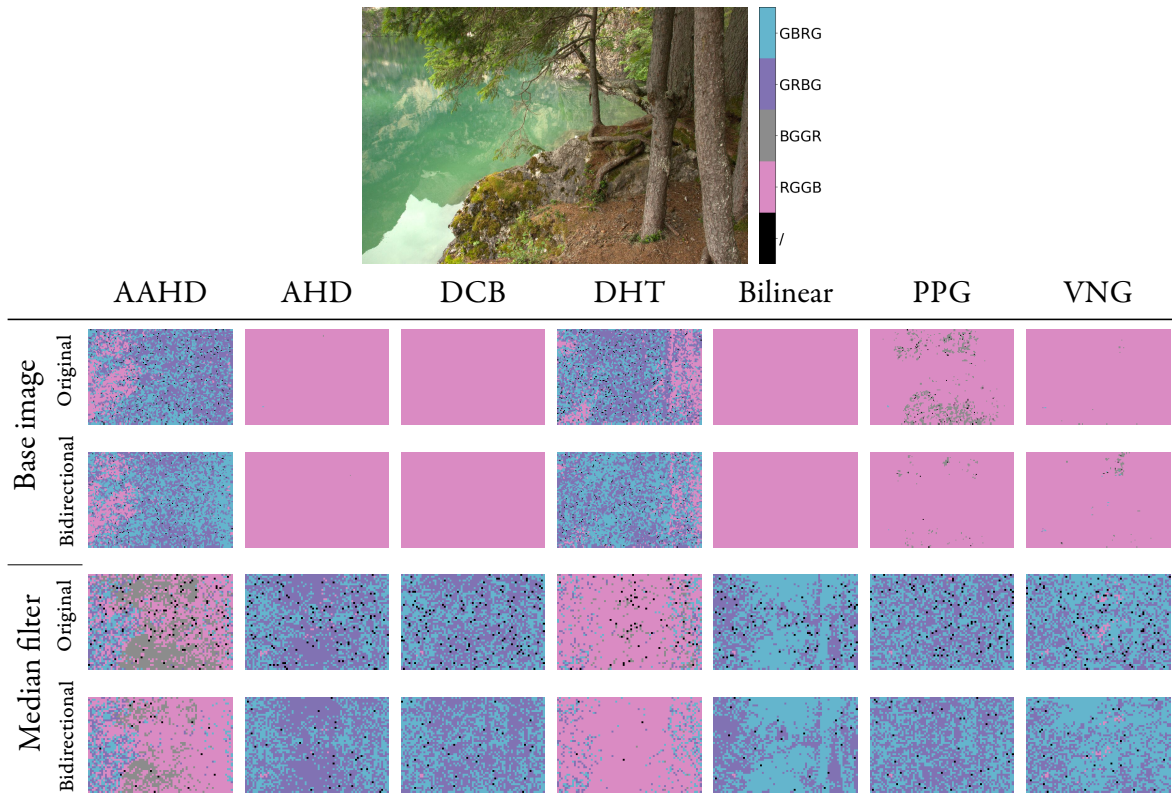 GBRG
GRBG
BGGR
RGGB
/
AAHD AHD DCB DHT Bilinear PPG VNG
Base image
Original
Bidirectional
Median filter
Original
Bidirectional